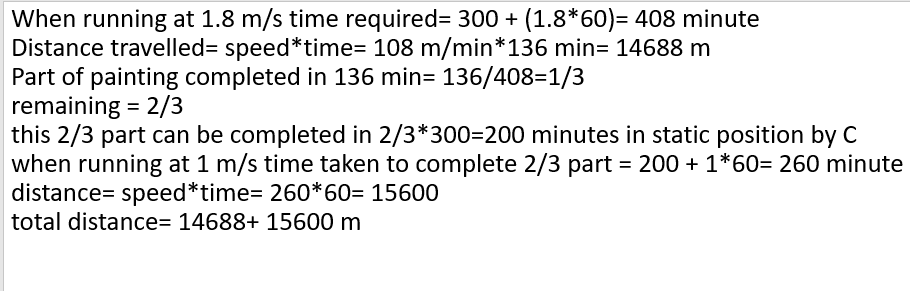 When running at 1.8 m/s time required= 300 + (1.8*60)= 408 minute
Distance travelled= speed*time= 108 m/min*136 min= 14688 m
Part of painting completed in 136 min= 136/408=1/3
remaining = 2/3
this 2/3 part can be completed in 2/3*300=200 minutes in static position by C
when running at 1 m/s time taken to complete 2/3 part = 200 + 1*60= 260 minute
distance= speed*time= 260*60= 15600
total distance= 14688+ 15600 m